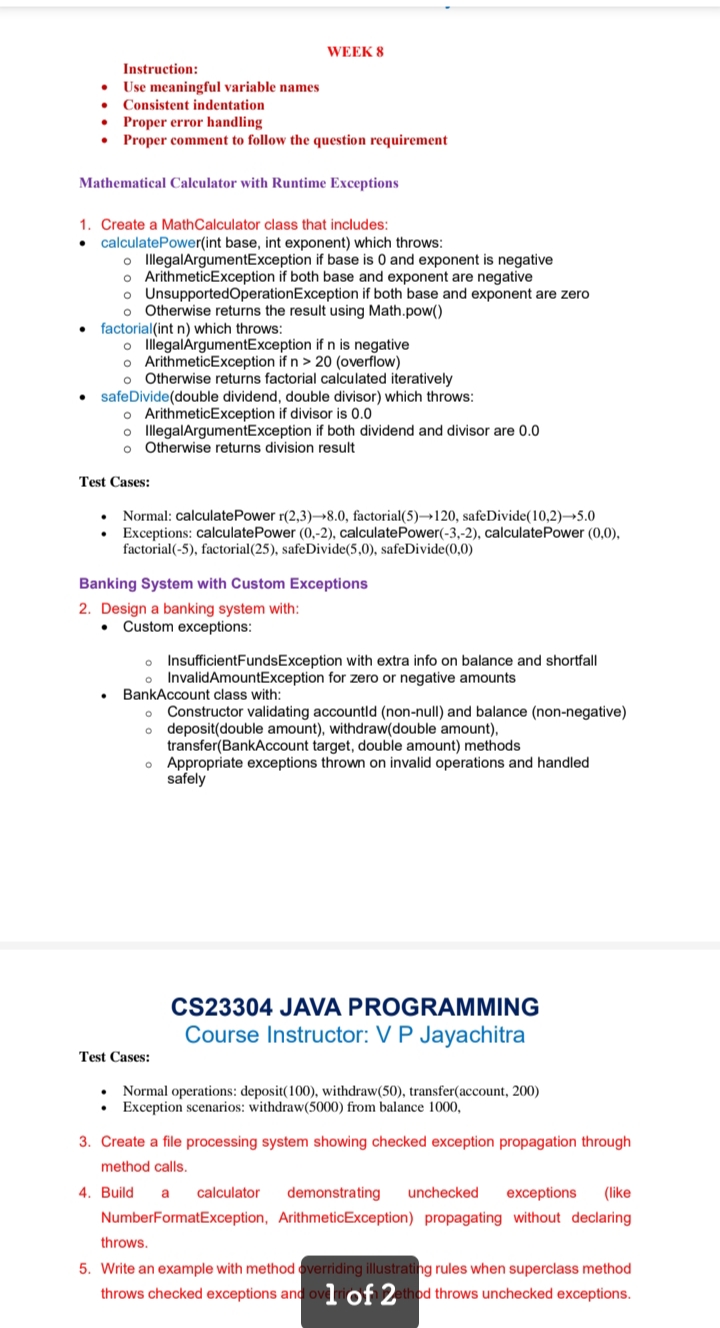 WEEK 8
Instruction:
• Use meaningful variable names
• Consistent indentation
• Proper error handling
• Proper comment to follow the question requirement
Mathematical Calculator with Runtime Exceptions
1. Create a MathCalculator class that includes:
• calculatePower(int base, int exponent) which throws:
o IllegalArgumentException if base is 0 and exponent is negative
o ArithmeticException if both base and exponent are negative
o UnsupportedOperationException if both base and exponent are zero
o Otherwise returns the result using Math.pow()
• factorial(int n) which throws:
o IllegalArgumentException if n is negative
o ArithmeticException if n > 20 (overflow)
o Otherwise returns factorial calculated iteratively
• safeDivide(double dividend, double divisor) which throws:
o ArithmeticException if divisor is 0.0
o IllegalArgumentException if both dividend and divisor are 0.0
o Otherwise returns division result
Test Cases:
• Normal: calculatePower r(2,3)→8.0, factorial(5)→120, safeDivide(10,2)→5.0
• Exceptions: calculatePower (0,-2), calculatePower(-3,-2), calculatePower (0,0),
factorial(-5), factorial(25), safeDivide(5,0), safeDivide(0,0)
Banking System with Custom Exceptions
2. Design a banking system with:
• Custom exceptions:
o InsufficientFundsException with extra info on balance and shortfall
o InvalidAmountException for zero or negative amounts
• BankAccount class with:
o Constructor validating accountId (non-null) and balance (non-negative)
o deposit(double amount), withdraw(double amount),
transfer(BankAccount target, double amount) methods
o Appropriate exceptions thrown on invalid operations and handled
safely
CS23304 JAVA PROGRAMMING
Course Instructor: V P Jayachitra
Test Cases:
• Normal operations: deposit(100), withdraw(50), transfer(account, 200)
• Exception scenarios: withdraw(5000) from balance 1000,
3. Create a file processing system showing checked exception propagation through
method calls.
4. Build a calculator demonstrating unchecked exceptions (like
NumberFormatException, ArithmeticException) propagating without declaring
throws.
5. Write an example with method overriding illustrating rules when superclass method
throws checked exceptions and method throws unchecked exceptions.
1 of 2